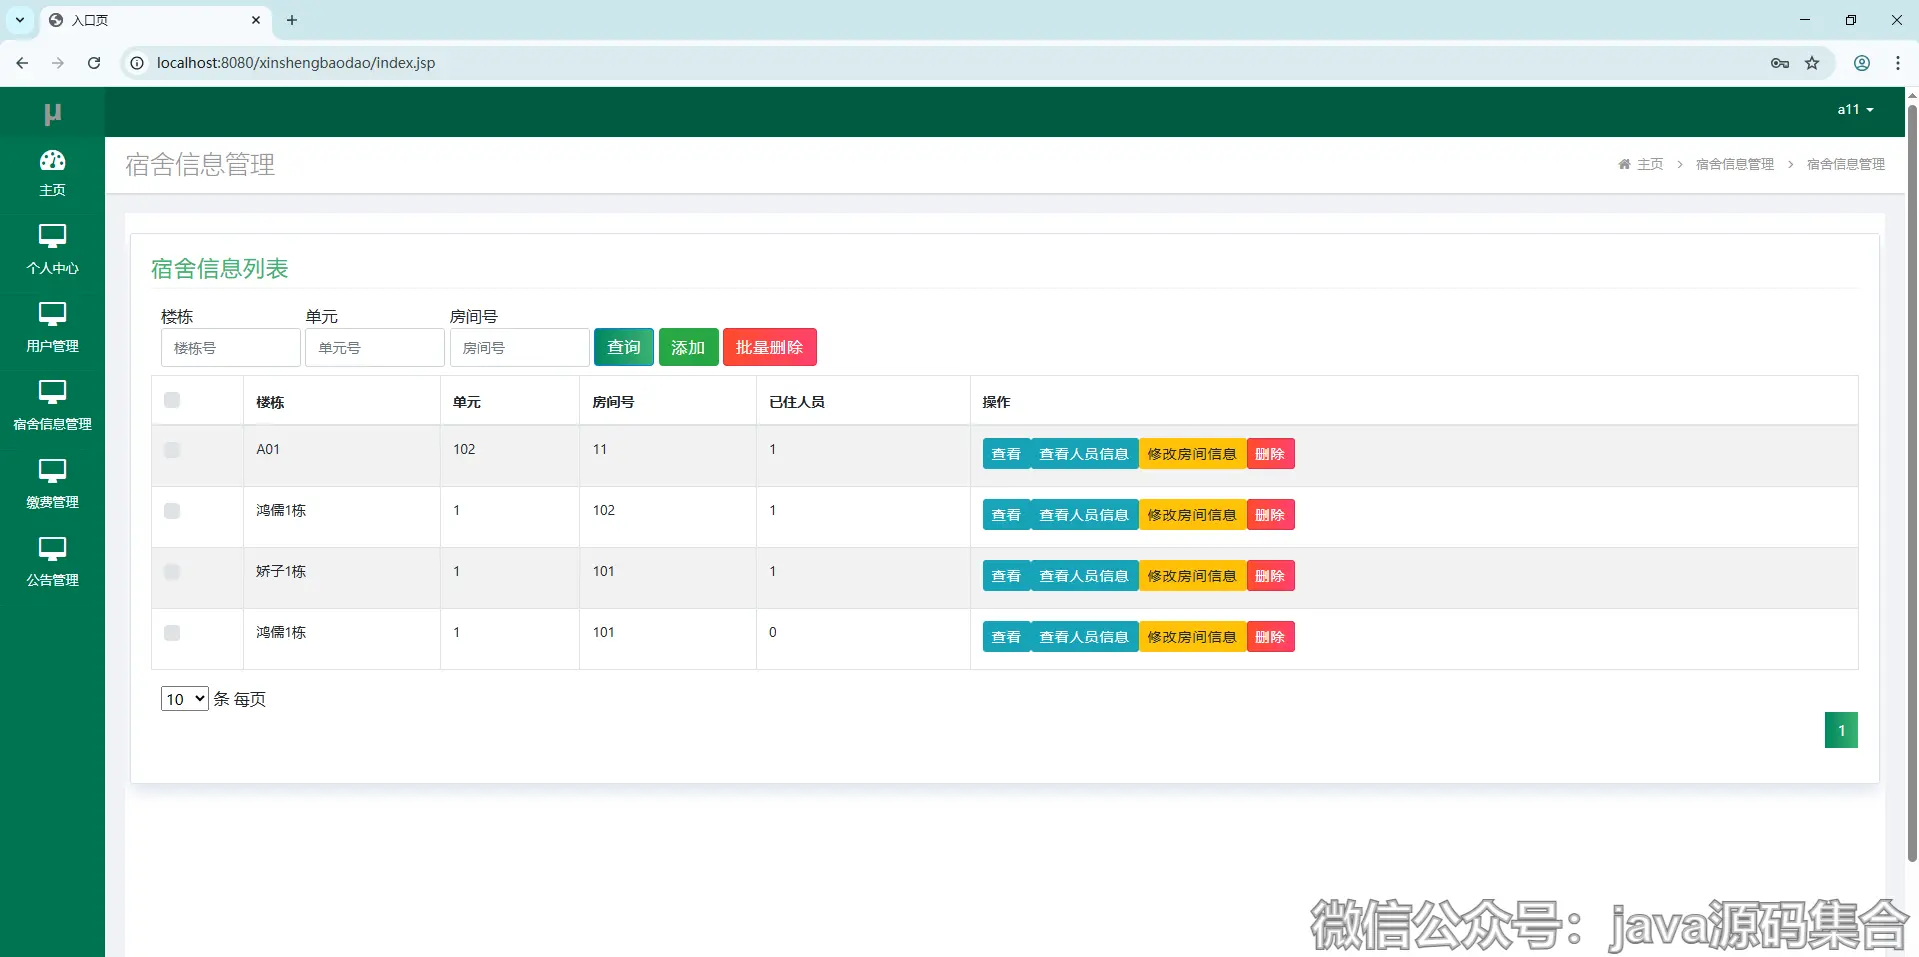 入口页
localhost:8080/xinshengbaodao/index.jsp
µ
a11
主页
个人中心
用户管理
宿舍信息管理
缴费管理
公告管理
宿舍信息管理
主页 > 宿舍信息管理 > 宿舍信息管理
宿舍信息列表
楼栋 单元 房间号
楼栋号 单元号 房间号 查询 添加 批量删除
楼栋 单元 房间号 已住人员 操作
A01 102 11 1 查看 查看人员信息 修改房间信息 删除
鸿儒1栋 1 102 1 查看 查看人员信息 修改房间信息 删除
娇子1栋 1 101 1 查看 查看人员信息 修改房间信息 删除
鸿儒1栋 1 101 0 查看 查看人员信息 修改房间信息 删除
10 条 每页
1
微信公众号：java源码集合